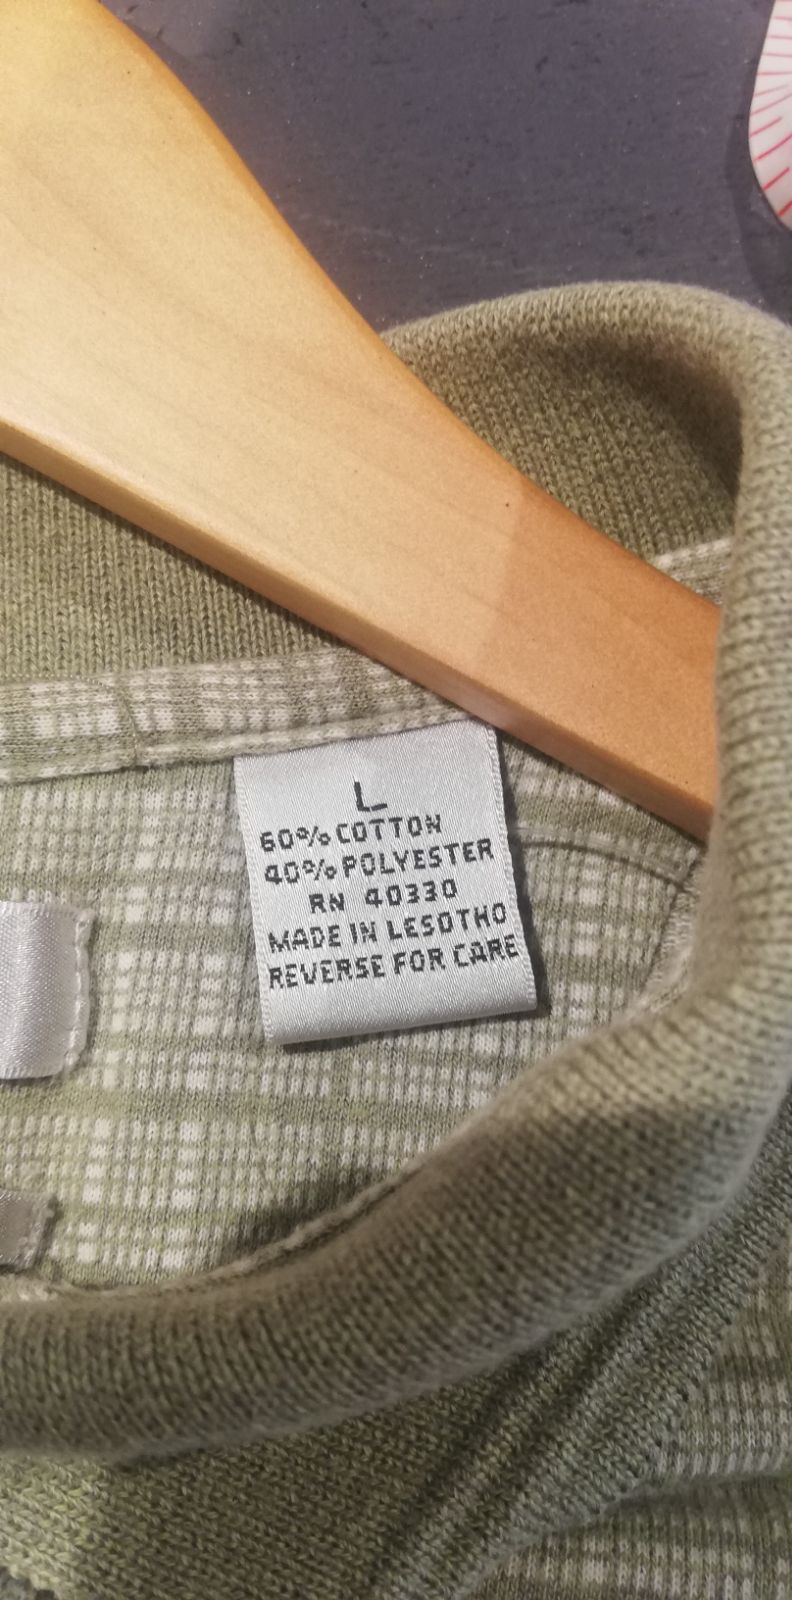 L
60% COTTON
40% POLYESTER
RN 40330
MADE IN LESOTHO
REVERSE FOR CARE